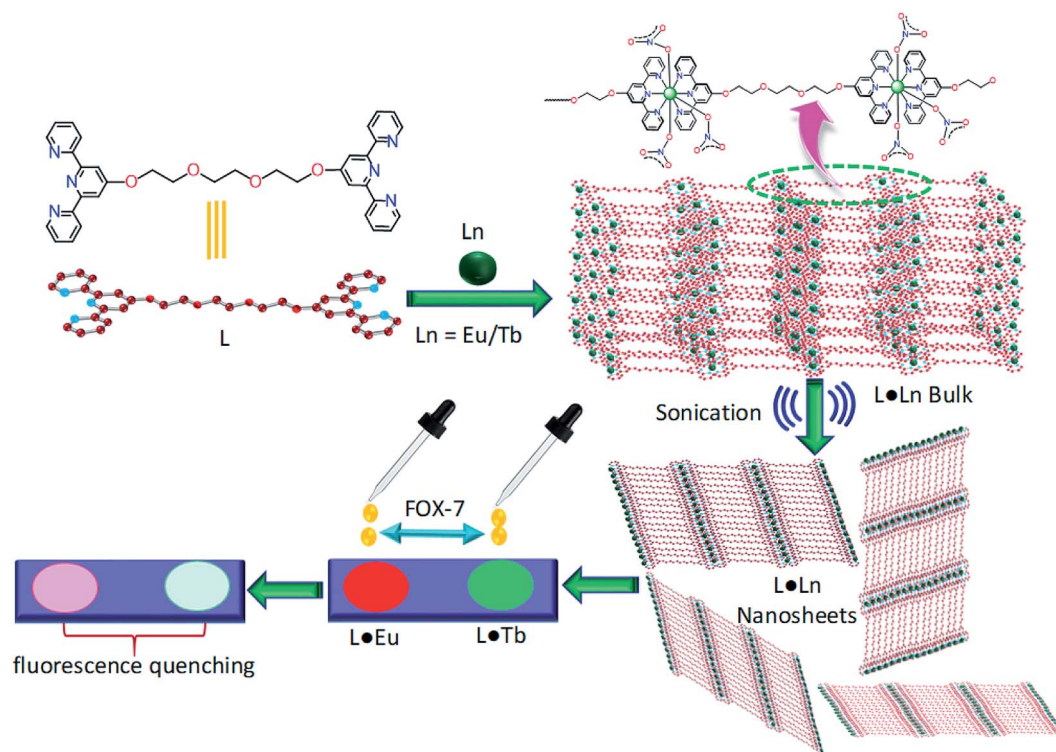 L
Ln
Ln = Eu/Tb
L●Ln Bulk
Sonication
L●Ln
Nanosheets
FOX-7
L●Eu
L●Tb
fluorescence quenching